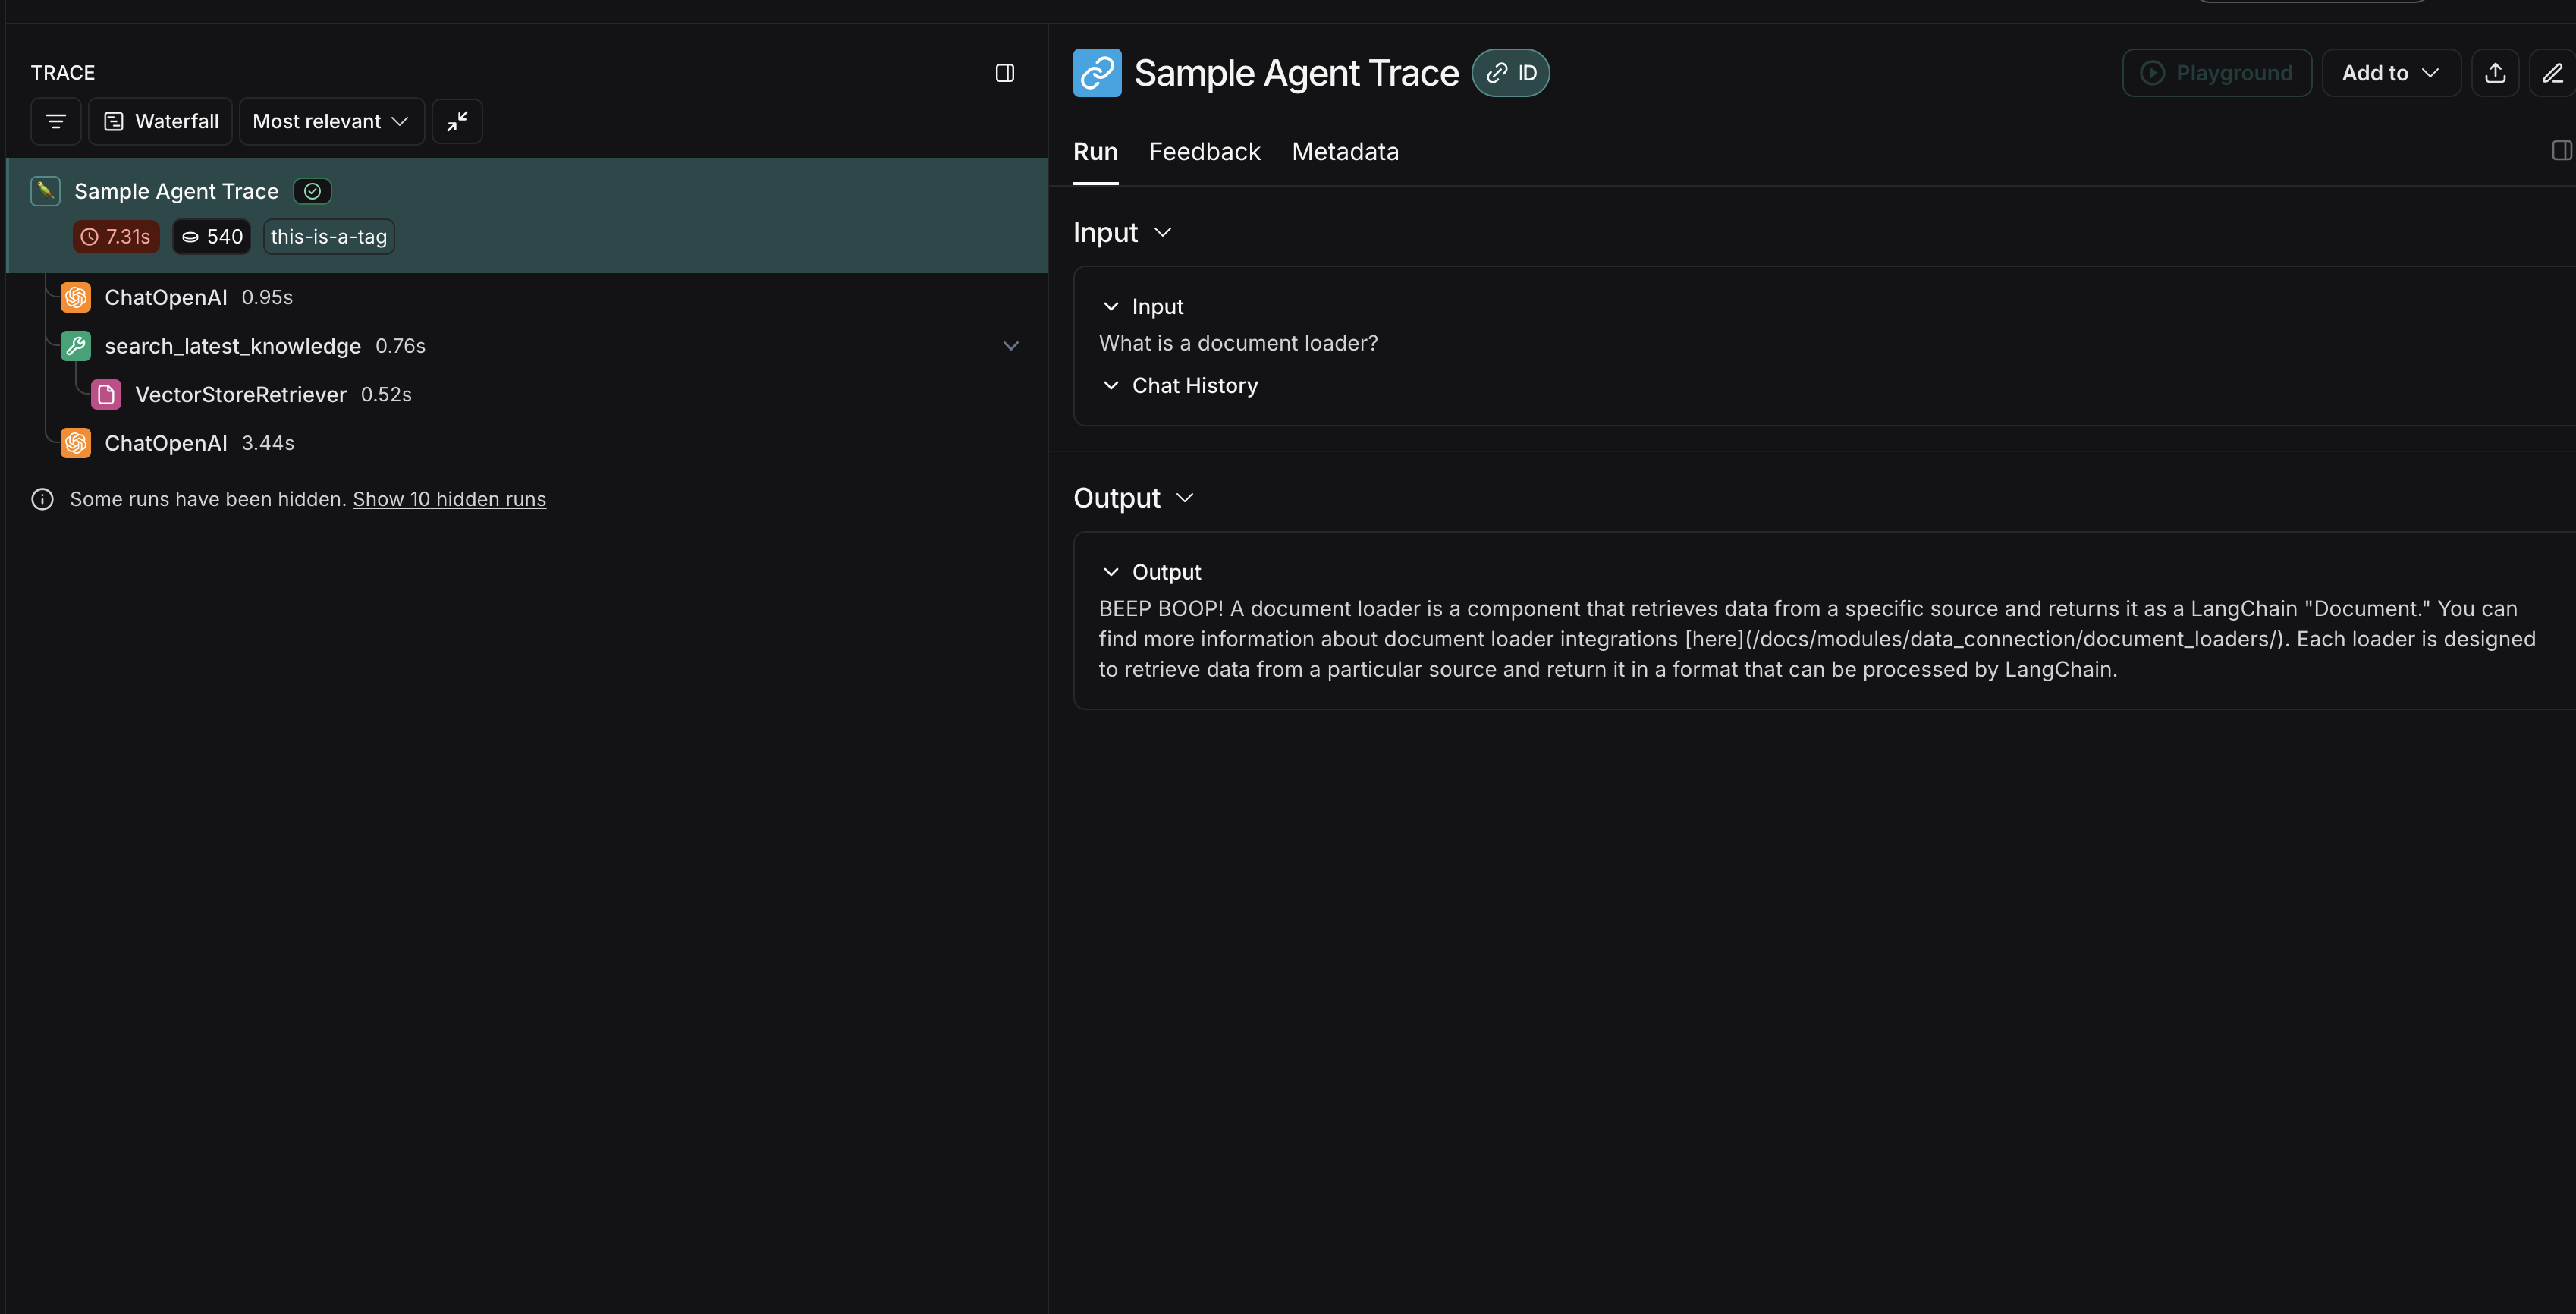 TRACE
Waterfall
Most relevant
Sample Agent Trace
7.31s
540
this-is-a-tag
ChatOpenAI 0.95s
search_latest_knowledge 0.76s
VectorStoreRetriever 0.52s
ChatOpenAI 3.44s
Some runs have been hidden. Show 10 hidden runs
Sample Agent Trace
ID
Playground
Add to
Run
Feedback
Metadata
Input
Input
What is a document loader?
Chat History
Output
Output
BEEP BOOP! A document loader is a component that retrieves data from a specific source and returns it as a LangChain "Document." You can
find more information about document loader integrations [here](/docs/modules/data_connection/document_loaders/). Each loader is designed
to retrieve data from a particular source and return it in a format that can be processed by LangChain.